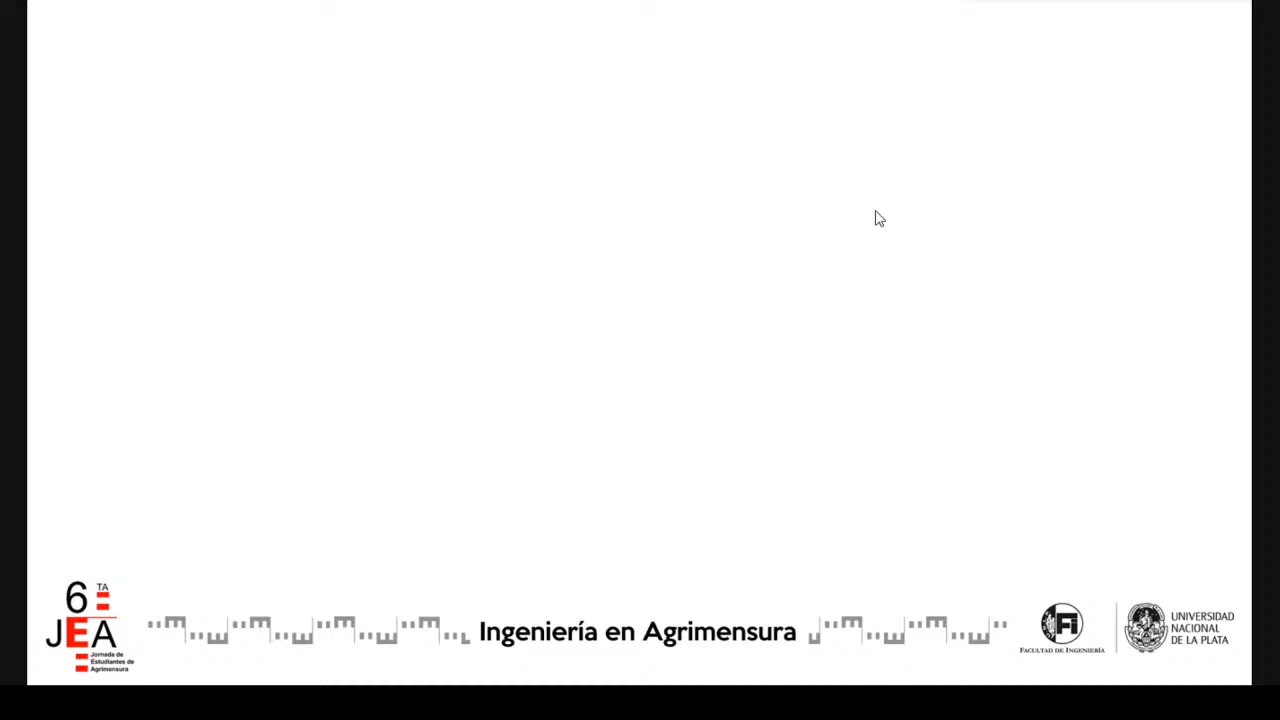 6 TA
JEA
Jornada de
Estudiantes de
Agrimensura
Ingeniería en Agrimensura
Fi
FACULTAD DE INGENIERÍA
UNIVERSIDAD
NACIONAL
DE LA PLATA